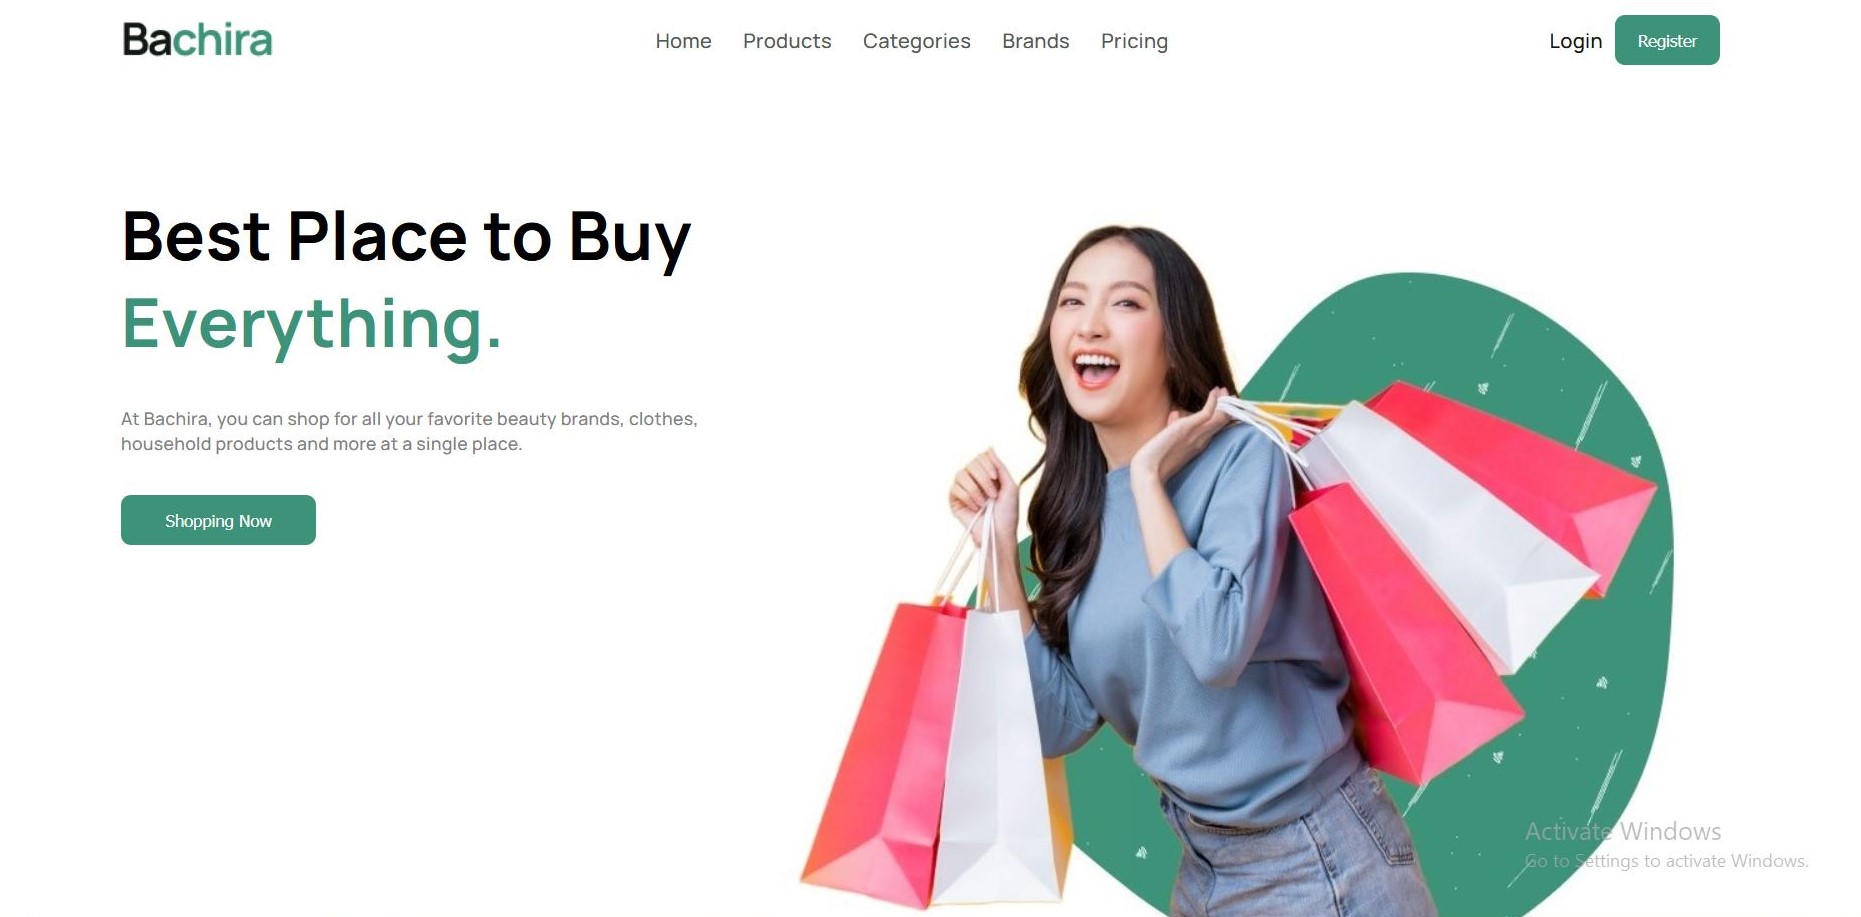 Bachira
Home
Products
Categories
Brands
Pricing
Login
Register
Best Place to Buy
Everything.
At Bachira, you can shop for all your favorite beauty brands, clothes,
household products and more at a single place.
Shopping Now
Activate Windows
Go to Settings to activate Windows.